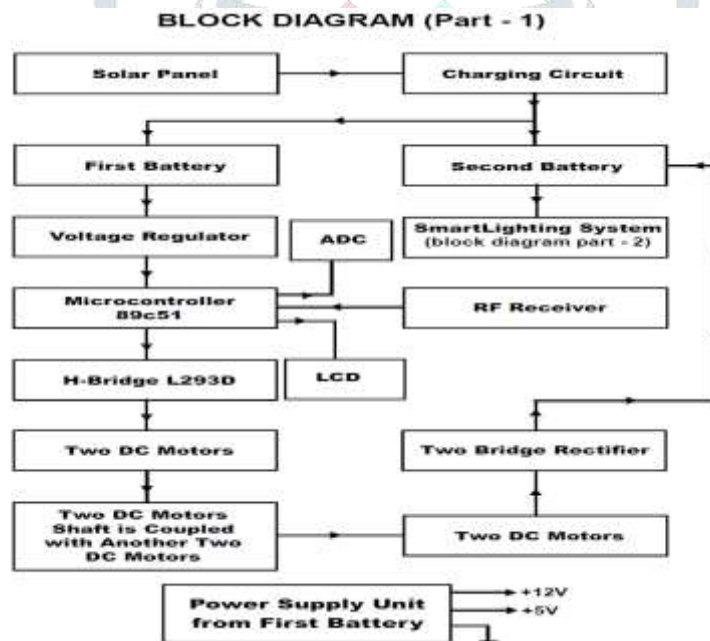 BLOCK DIAGRAM (Part - 1)
Solar Panel
Charging Circuit
First Battery
Second Battery
Voltage Regulator
ADC
SmartLighting System
(block diagram part - 2)
Microcontroller
89c51
RF Receiver
H-Bridge L293D
LCD
Two DC Motors
Two Bridge Rectifier
Two DC Motors
Shaft is Coupled
with Another Two
DC Motors
Two DC Motors
Power Supply Unit
from First Battery
+12V
+5V